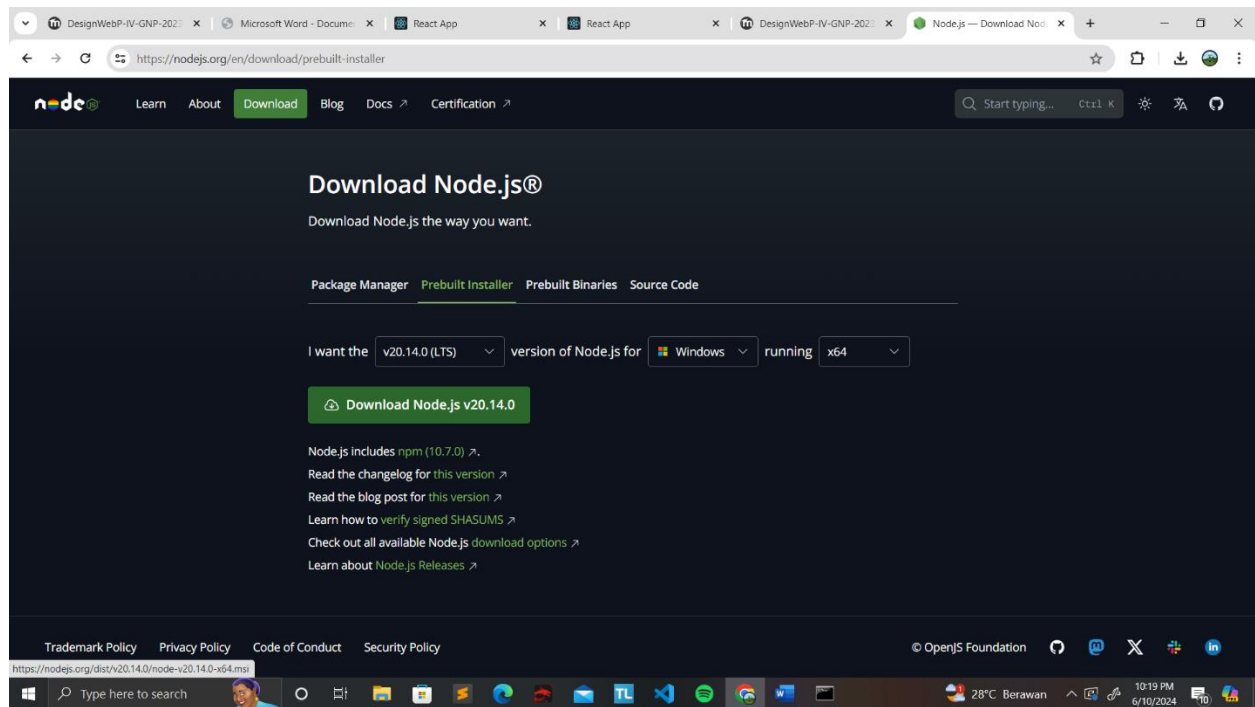 DesignWebP-IV-GNP-202
Microsoft Word - Docume
React App
React App
DesignWebP-IV-GNP-202
Node.js — Download Nod
https://nodejs.org/en/download/prebuilt-installer
node
Learn About Download Blog Docs Certification
Start typing... Ctrl K
Download Node.js®
Download Node.js the way you want.
Package Manager Prebuilt Installer Prebuilt Binaries Source Code
I want the v20.14.0 (LTS) version of Node.js for Windows running x64
Download Node.js v20.14.0
Node.js includes npm (10.7.0).
Read the changelog for this version
Read the blog post for this version
Learn how to verify signed SHASUMS
Check out all available Node.js download options
Learn about Node.js Releases
Trademark Policy Privacy Policy Code of Conduct Security Policy
© OpenJS Foundation
https://nodejs.org/dist/v20.14.0/node-v20.14.0-x64.msi
Type here to search
TL
28°C Berawan
10:19 PM
6/10/2024
10